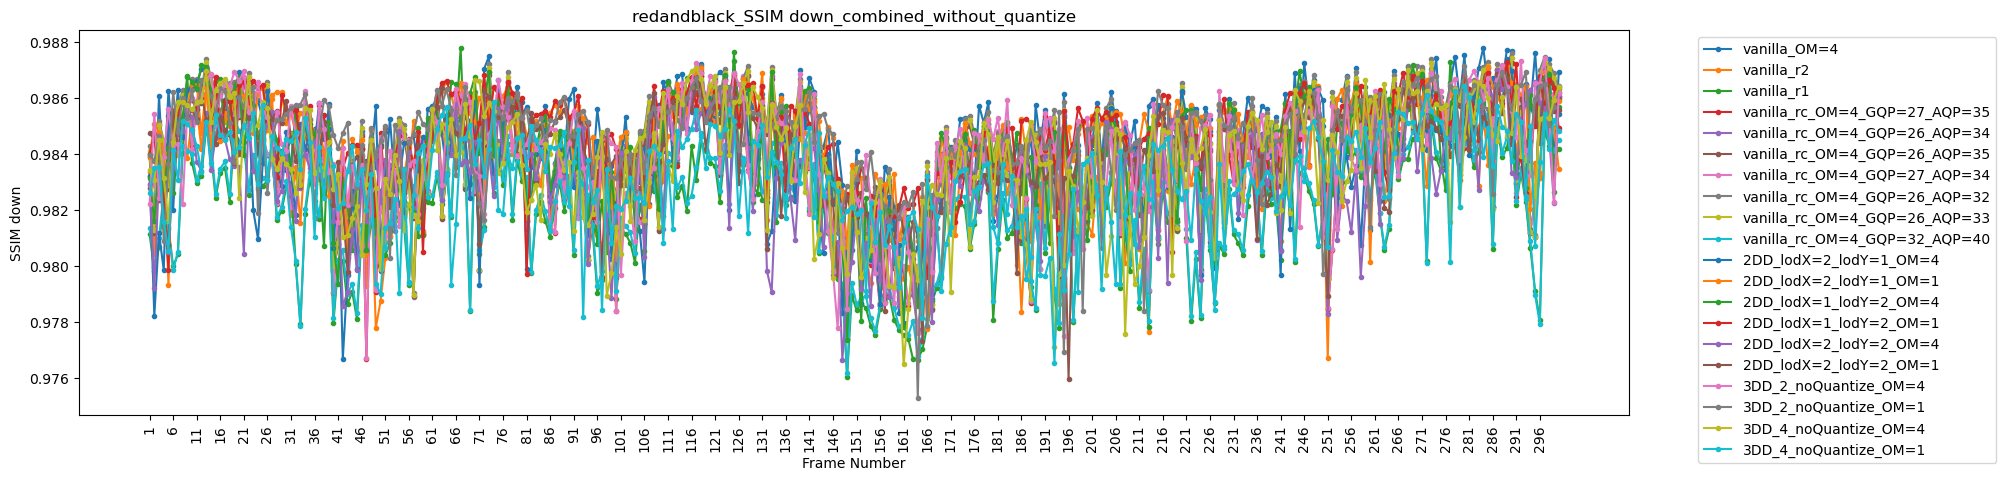 redandblack_SSIM down_combined_without_quantize
SSIM down
0.988
0.986
0.984
0.982
0.980
0.978
0.976
1 6 11 16 21 26 31 36 41 46 51 56 61 66 71 76 81 86 91 96 101 106 111 116 121 126 131 136 141 146 151 156 161 166 171 176 181 186 191 196 201 206 211 216 221 226 231 236 241 246 251 256 261 266 271 276 281 286 291 296
Frame Number
vanilla_OM=4
vanilla_r2
vanilla_r1
vanilla_rc_OM=4_GQP=27_AQP=35
vanilla_rc_OM=4_GQP=26_AQP=34
vanilla_rc_OM=4_GQP=26_AQP=35
vanilla_rc_OM=4_GQP=27_AQP=34
vanilla_rc_OM=4_GQP=26_AQP=32
vanilla_rc_OM=4_GQP=26_AQP=33
vanilla_rc_OM=4_GQP=32_AQP=40
2DD_lodX=2_lodY=1_OM=4
2DD_lodX=2_lodY=1_OM=1
2DD_lodX=1_lodY=2_OM=4
2DD_lodX=1_lodY=2_OM=1
2DD_lodX=2_lodY=2_OM=4
2DD_lodX=2_lodY=2_OM=1
3DD_2_noQuantize_OM=4
3DD_2_noQuantize_OM=1
3DD_4_noQuantize_OM=4
3DD_4_noQuantize_OM=1